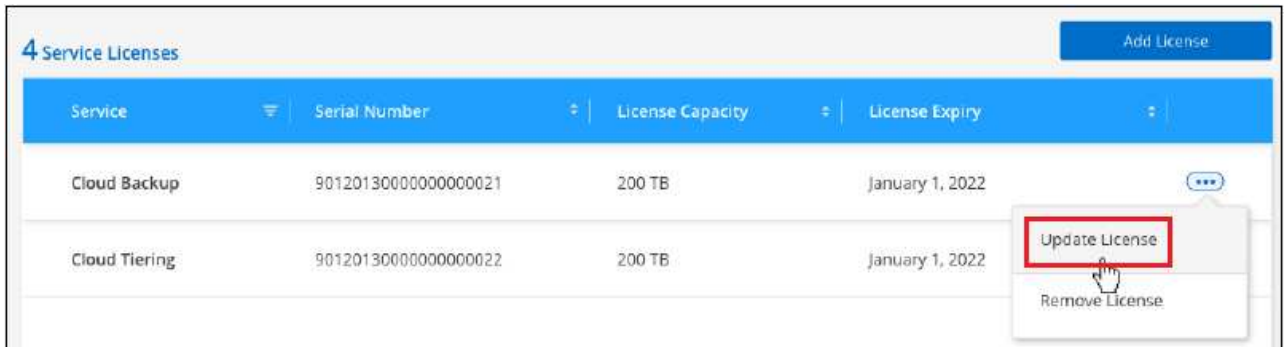 4 Service Licenses
Add License
Service Serial Number License Capacity License Expiry
Cloud Backup 90120130000000000021 200 TB January 1, 2022
Update License
Cloud Tiering 90120130000000000022 200 TB January 1, 2022
Remove License